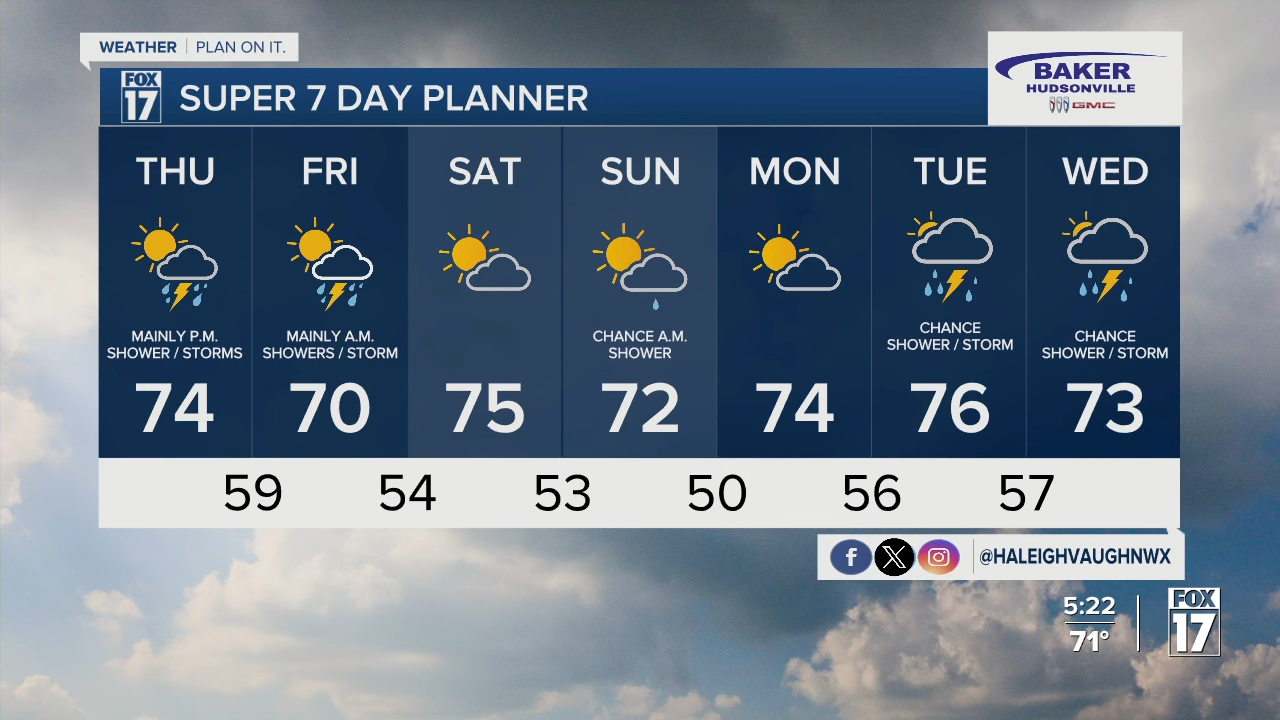 WEATHER PLAN ON IT.
FOX
17
SUPER 7 DAY PLANNER
BAKER
HUDSONVILLE
GMC
THU FRI SAT SUN MON TUE WED
MAINLY P.M.
SHOWER / STORMS
MAINLY A.M.
SHOWERS / STORM
CHANCE A.M.
SHOWER
CHANCE
SHOWER / STORM
CHANCE
SHOWER / STORM
74 70 75 72 74 76 73
59 54 53 50 56 57
@HALEIGHVAUGHNWX
5:22
71°
FOX
17